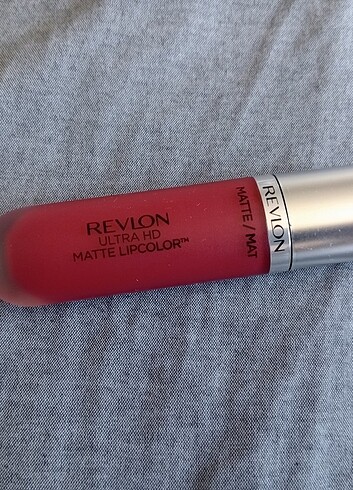 REVLON
ULTRA HD
MATTE LIPCOLOR™
MATTE / MAT
REVLON